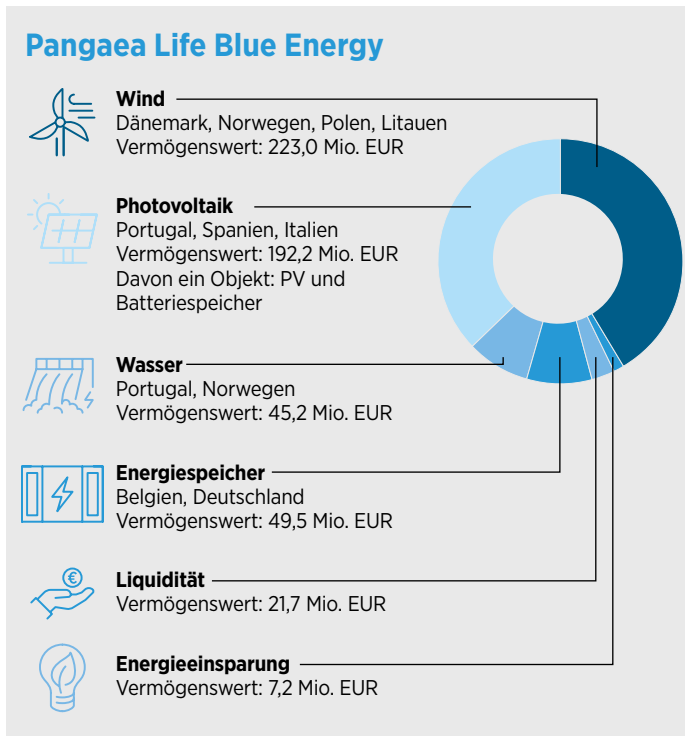 Pangaea Life Blue Energy
Wind
Dänemark, Norwegen, Polen, Litauen
Vermögenswert: 223,0 Mio. EUR
Photovoltaik
Portugal, Spanien, Italien
Vermögenswert: 192,2 Mio. EUR
Davon ein Objekt: PV und
Batteriespeicher
Wasser
Portugal, Norwegen
Vermögenswert: 45,2 Mio. EUR
Energiespeicher
Belgien, Deutschland
Vermögenswert: 49,5 Mio. EUR
€
Liquidität
Vermögenswert: 21,7 Mio. EUR
Energieeinsparung
Vermögenswert: 7,2 Mio. EUR